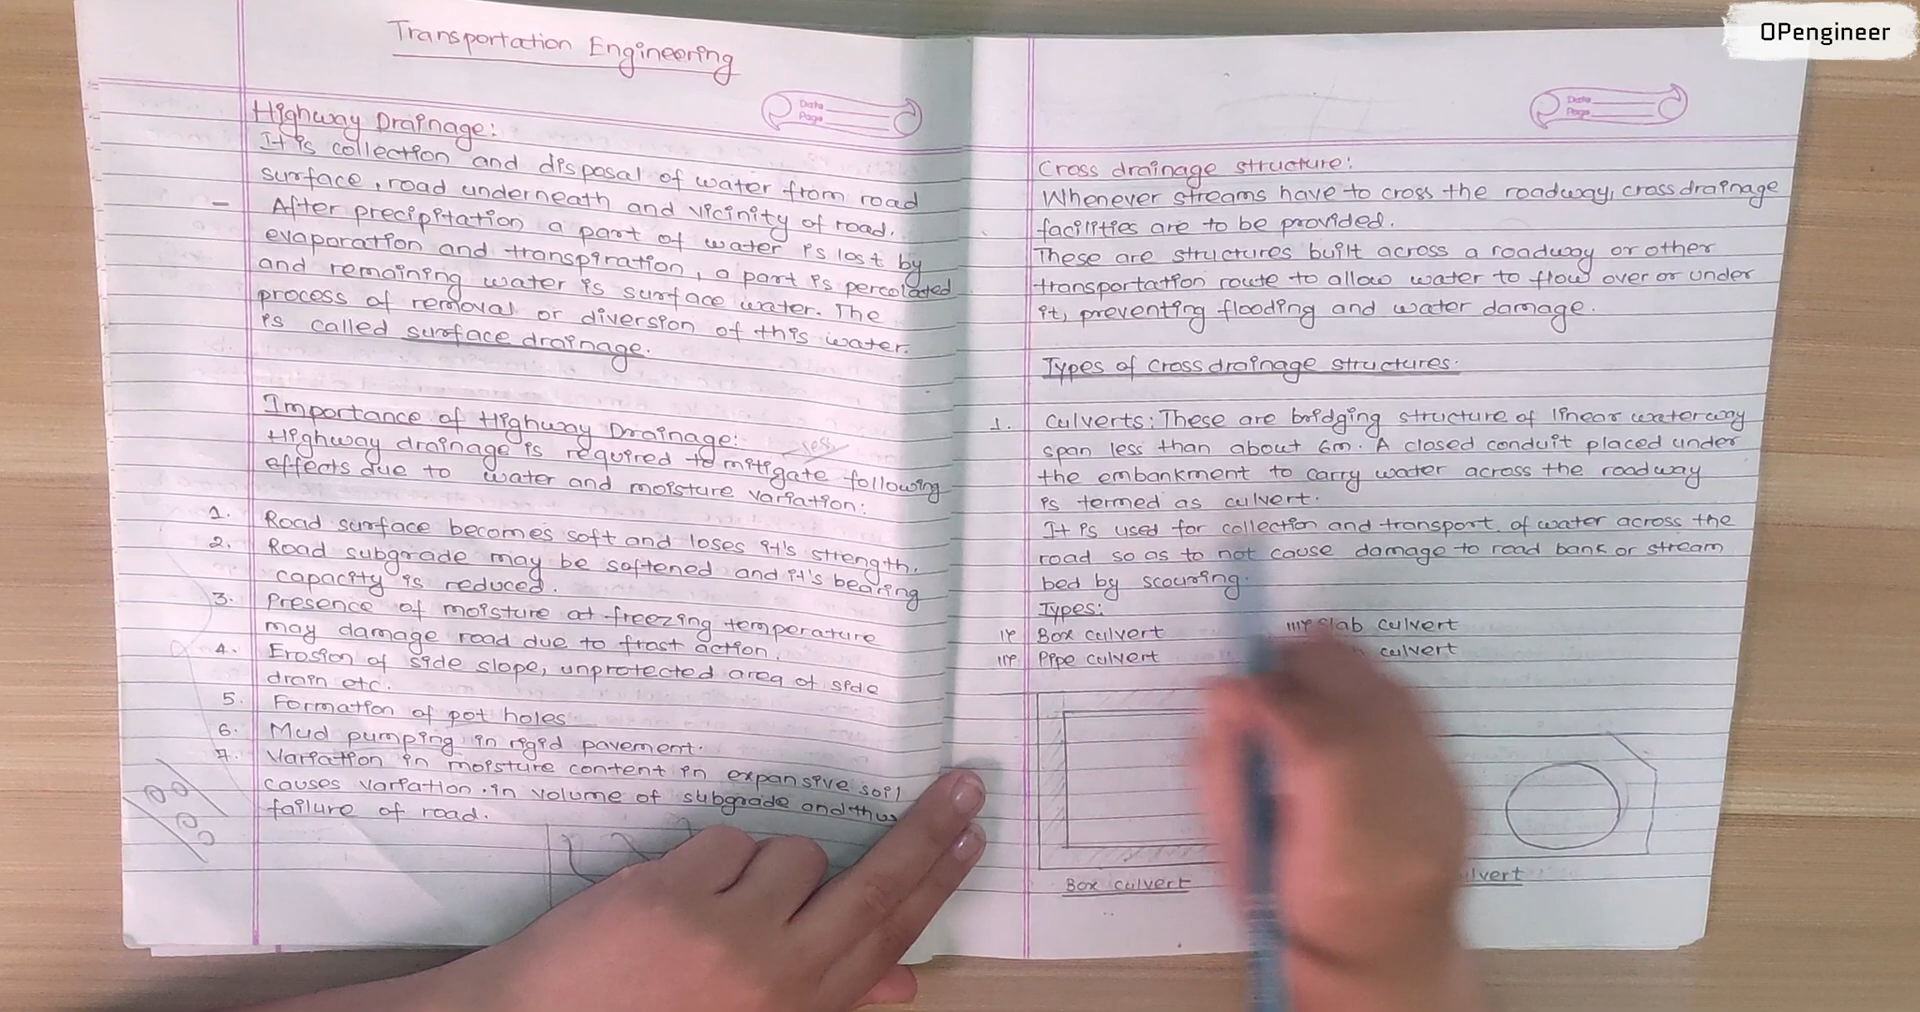 OPengineer
Transportation Engineering
Date
Page
Highway Drainage:
It is collection and disposal of water from road
surface, road underneath and vicinity of road.
- After precipitation a part of water is lost by
evaporation and transpiration, a part is percolated
and remaining water is surface water. The
process of removal or diversion of this water.
is called surface drainage.
Importance of Highway Drainage:
Highway drainage is required to mitigate following
effects due to water and moisture variation:
1. Road surface becomes soft and loses it's strength.
2. Road subgrade may be softened and it's bearing
capacity is reduced.
3. Presence of moisture at freezing temperature
may damage road due to frost action.
4. Erosion of side slope, unprotected area of side
drain etc.
5. Formation of pot holes
6. Mud pumping in rigid pavement.
7. Variation in moisture content in expansive soil
causes variation in volume of subgrade and thus
failure of road.
Date
Page
Cross drainage structure:
Whenever streams have to cross the roadway, cross drainage
facilities are to be provided.
These are structures built across a roadway or other
transportation route to allow water to flow over or under
it, preventing flooding and water damage.
Types of cross drainage structures.
1. Culverts: These are bridging structure of linear waterway
span less than about 6m. A closed conduit placed under
the embankment to carry water across the roadway
is termed as culvert.
It is used for collection and transport of water across the
road so as to not cause damage to road bank or stream
bed by scouring.
Types:
i) Box culvert iii) Slab culvert
ii) Pipe culvert culvert
Box culvert